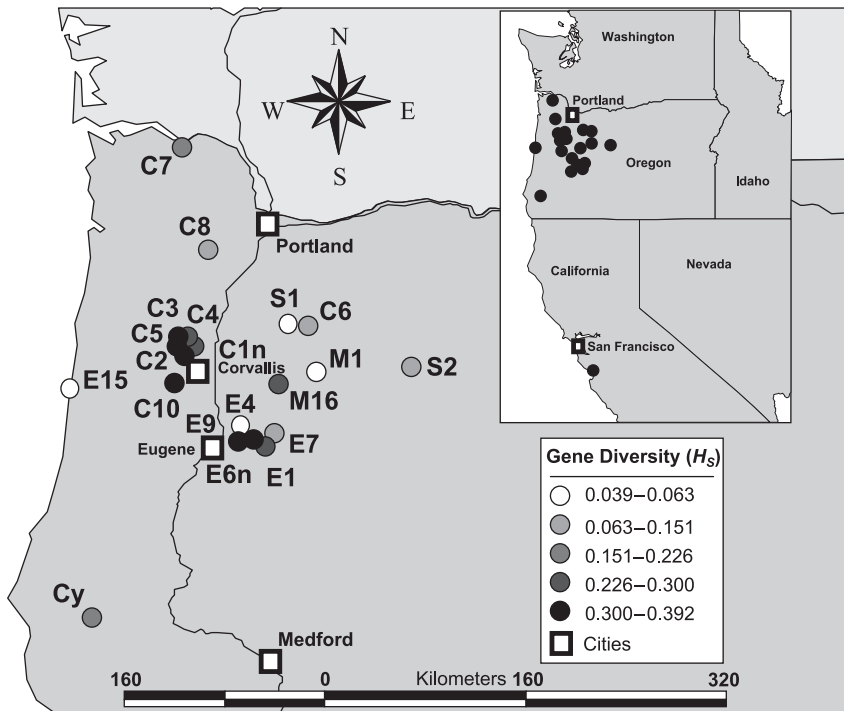 N
W
E
S
Washington
Portland
Oregon
Idaho
California
Nevada
San Francisco
C7
C8
Portland
C3
C4
C5
C2
C1n
Corvallis
C10
S1
C6
M1
S2
M16
E15
E4
E9
E7
Eugene
E6n
E1
Cy
Medford
Gene Diversity (HS)
0.039–0.063
0.063–0.151
0.151–0.226
0.226–0.300
0.300–0.392
Cities
Kilometers
160
0
160
320